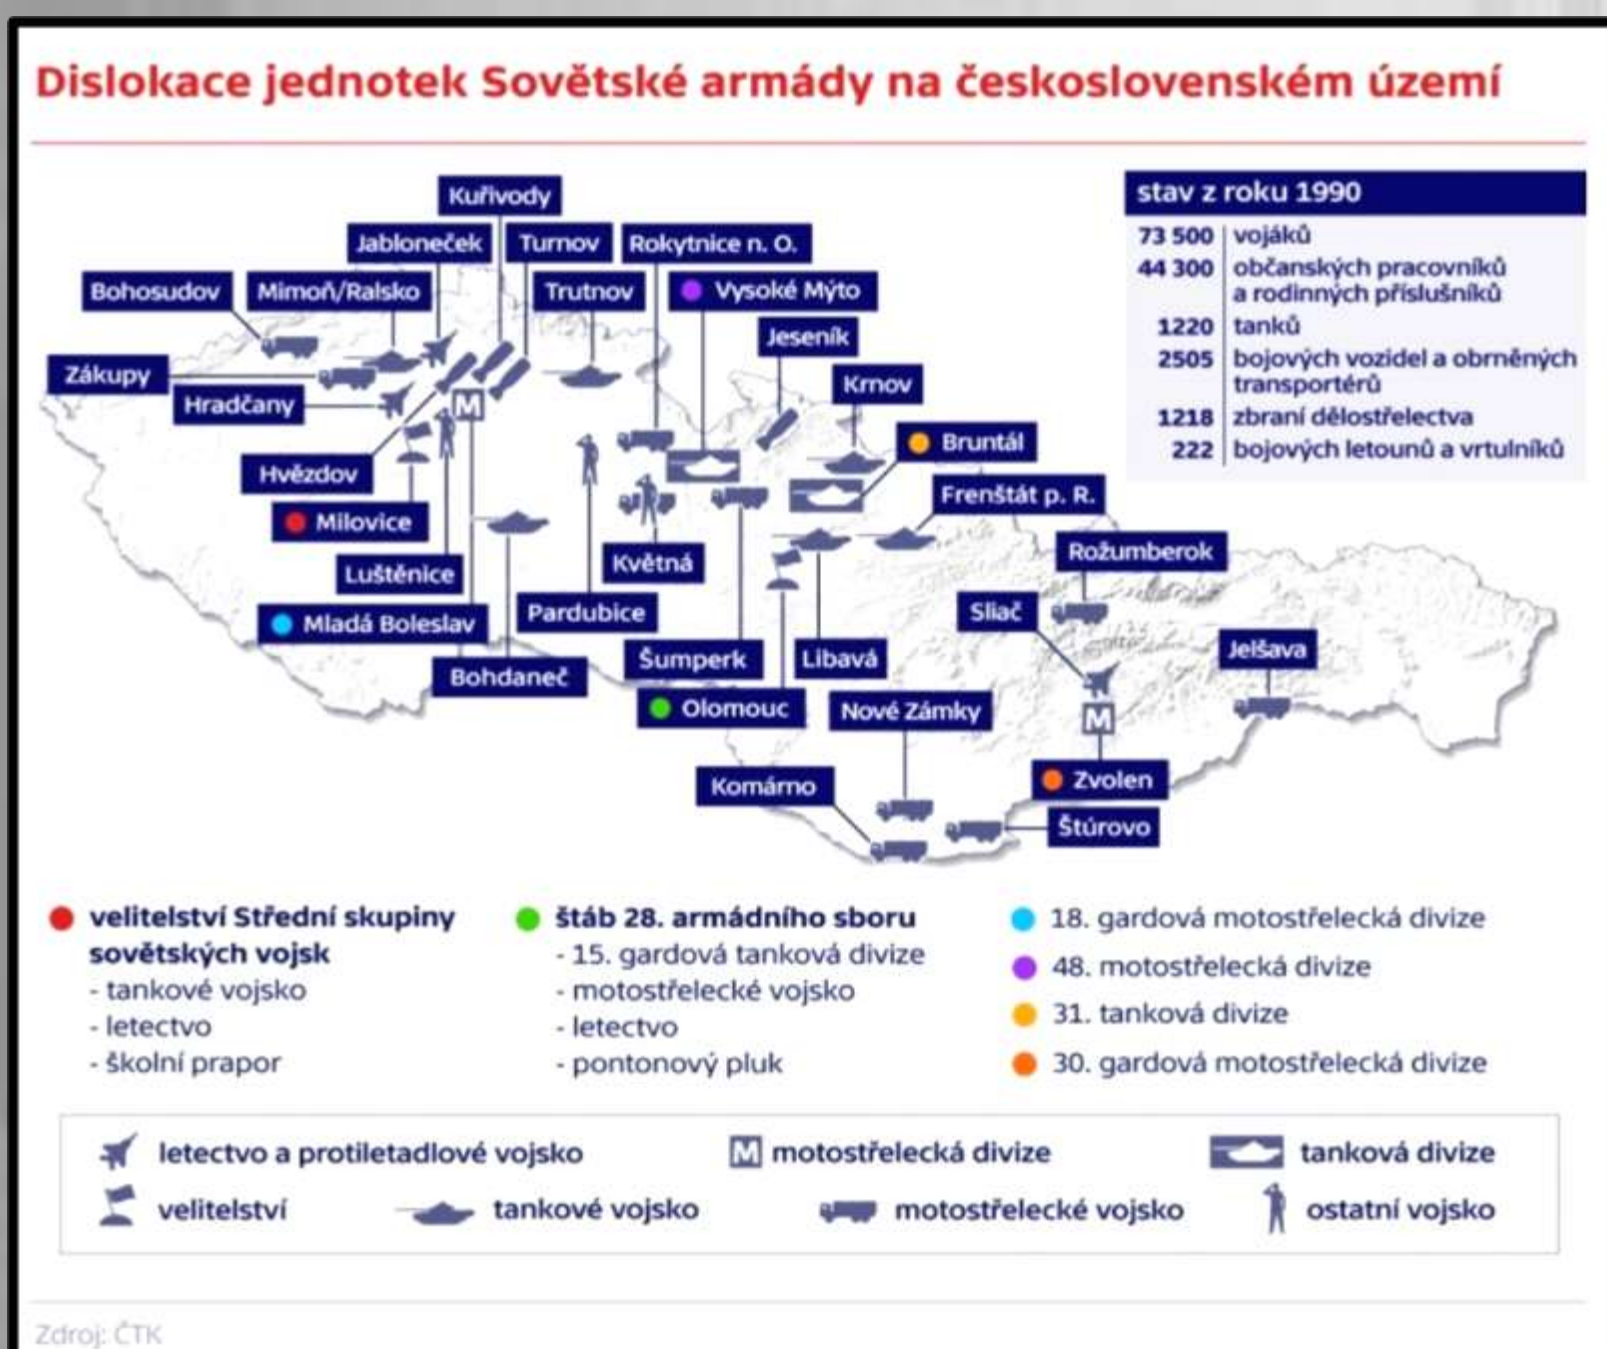 Dislokace jednotek Sovětské armády na československém území
stav z roku 1990
73 500 vojáků
44 300 občanských pracovníků
a rodinných příslušníků
1220 tanků
2505 bojových vozidel a obrněných
transportérů
1218 zbraní dělostřelectva
222 bojových letounů a vrtulníků
Kuřivody
Jabloneček
Turnov
Rokytnice n. O.
Bohosudov
Mimoň/Ralsko
Trutnov
Vysoké Mýto
Jeseník
Zákupy
Krnov
Hradčany
M
Bruntál
Hvězdov
Frenštát p. R.
Milovice
Rožumberok
Květná
Luštěnice
Sliač
Pardubice
Mladá Boleslav
Jelšava
Šumperk
Libavá
Bohdaneč
Olomouc
Nové Zámky
M
Komárno
Zvolen
Štúrovo
velitelství Střední skupiny
sovětských vojsk
- tankové vojsko
- letectvo
- školní prapor
štáb 28. armádního sboru
- 15. gardová tanková divize
- motostřelecké vojsko
- letectvo
- pontonový pluk
18. gardová motostřelecká divize
48. motostřelecká divize
31. tanková divize
30. gardová motostřelecká divize
letectvo a protiletadlové vojsko
M motostřelecká divize
tanková divize
velitelství
tankové vojsko
motostřelecké vojsko
ostatní vojsko
Zdroj: ČTK